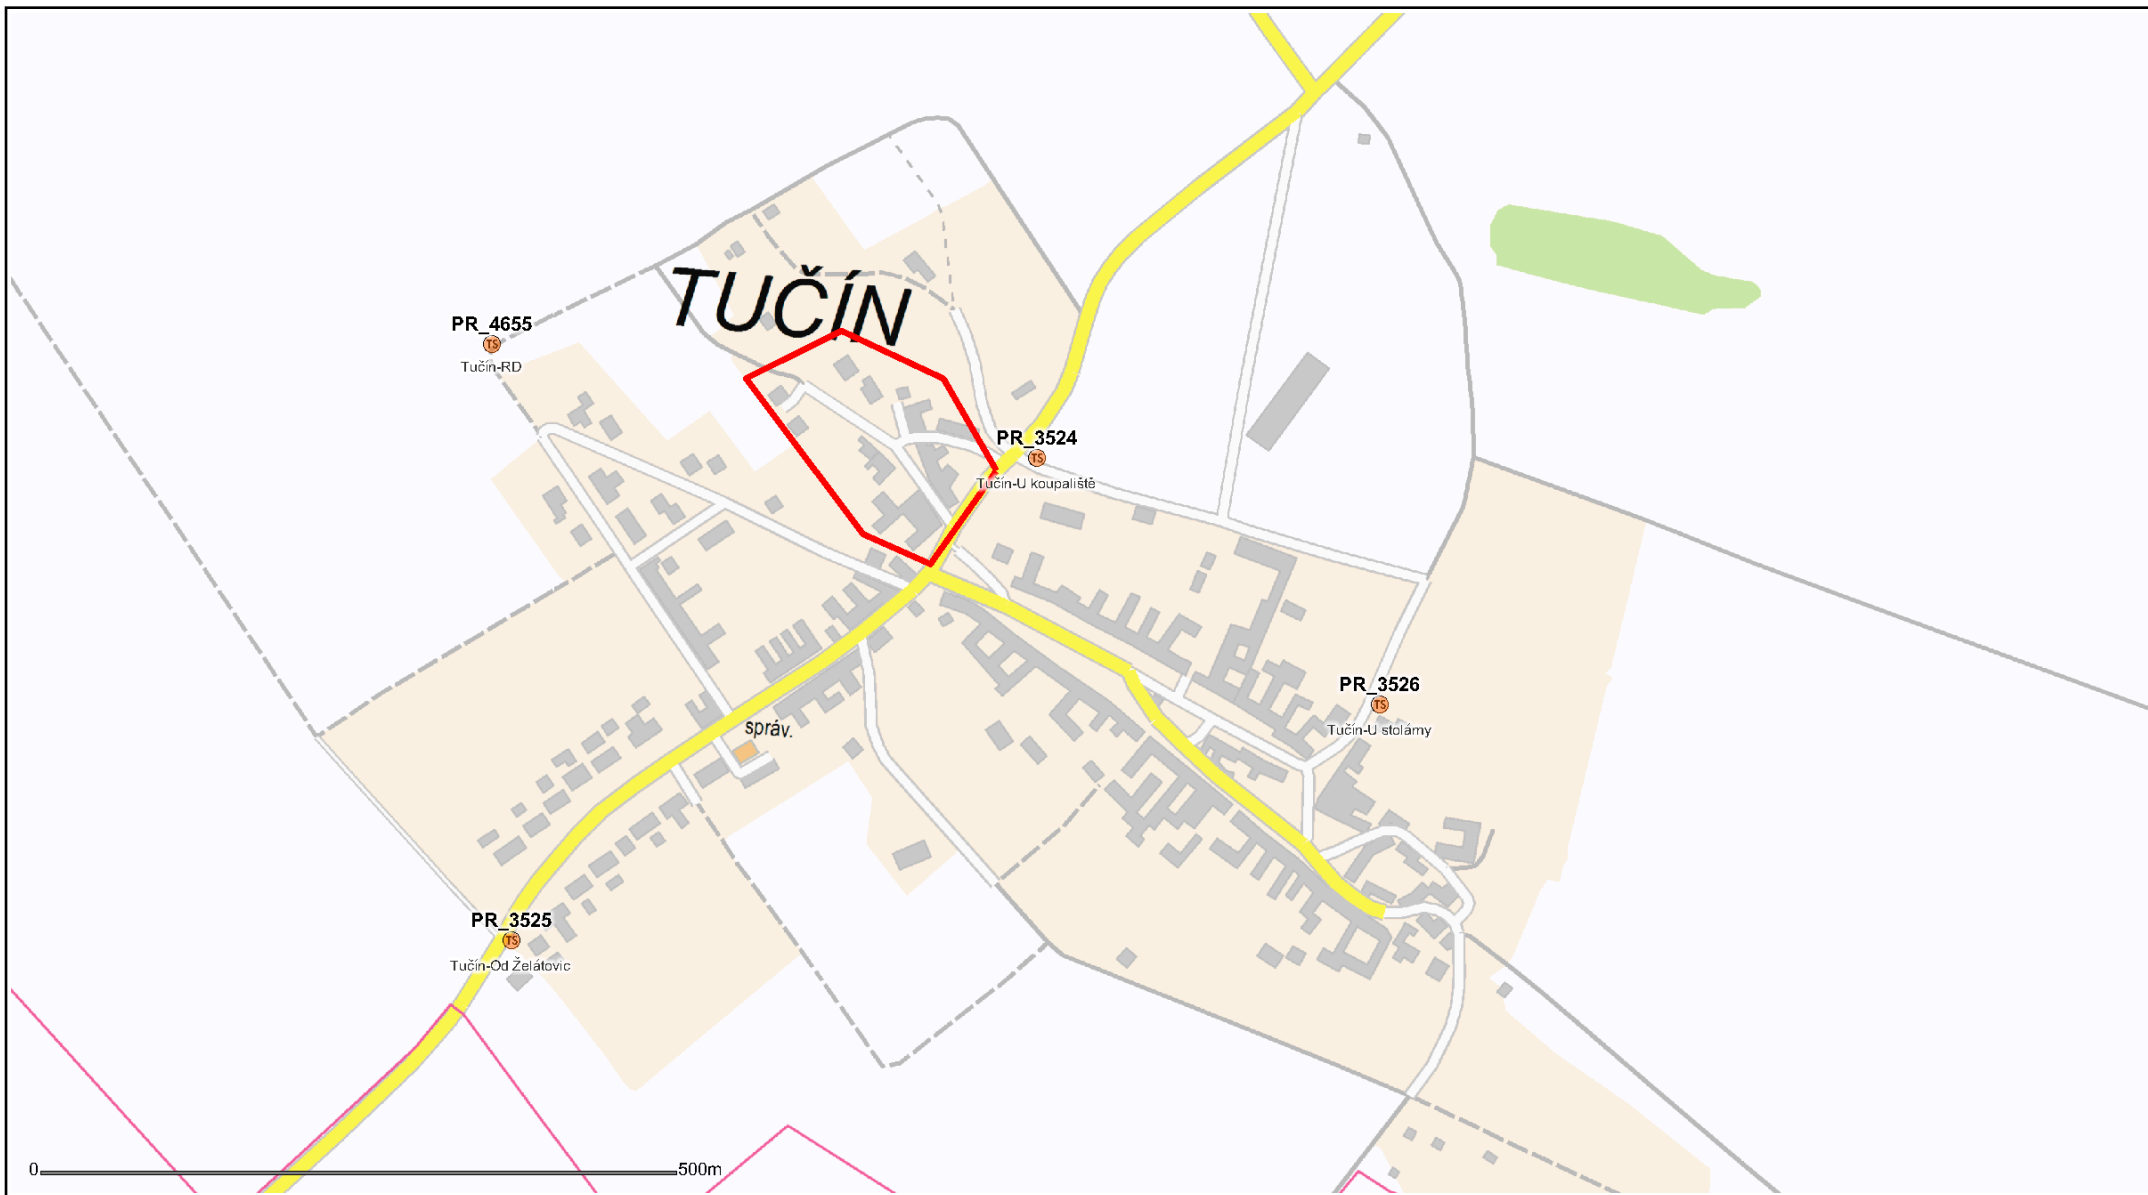 TUČÍN
PR_4655
TS
Tučín-RD
PR_3524
TS
Tučín-U koupaliště
PR_3526
TS
Tučín-U stolárny
správ.
PR_3525
TS
Tučín-Od Želátovic
0
500m